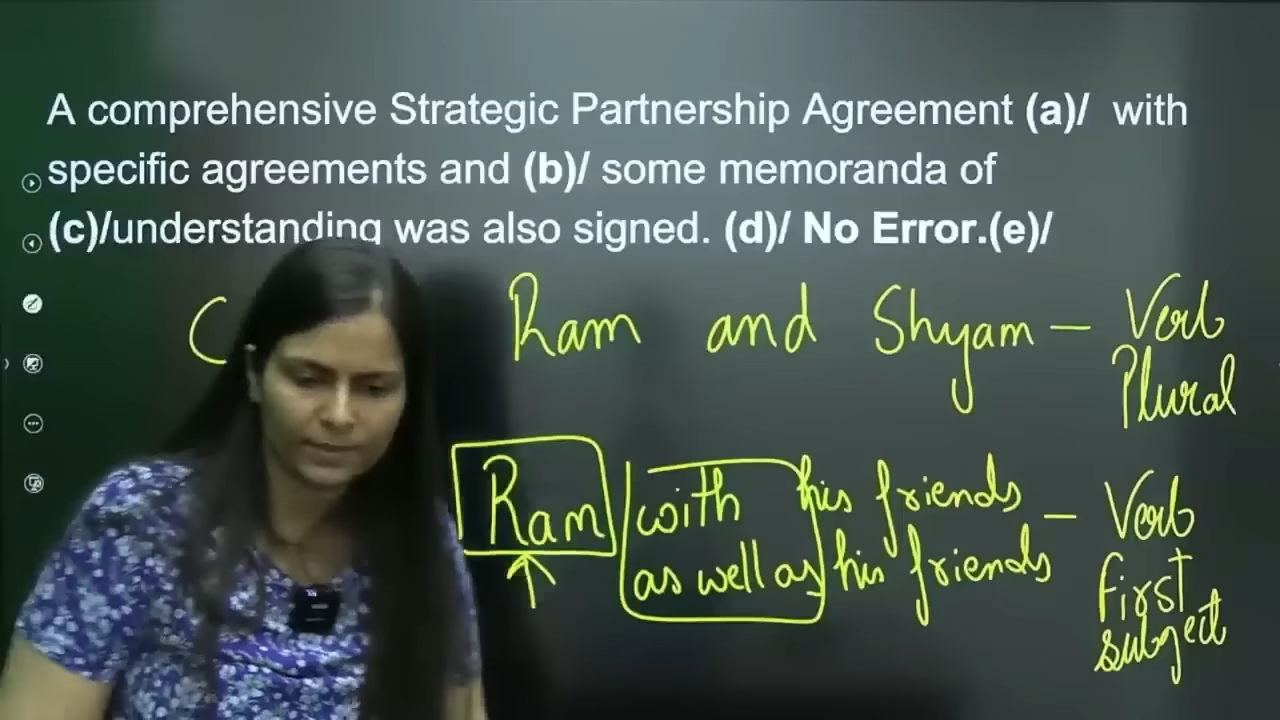 A comprehensive Strategic Partnership Agreement (a)/ with
specific agreements and (b)/ some memoranda of
(c)/understanding was also signed. (d)/ No Error.(e)/
C Ram and Shyam — Verb
Plural
Ram with his friends — Verb
as well as his friends First
subject